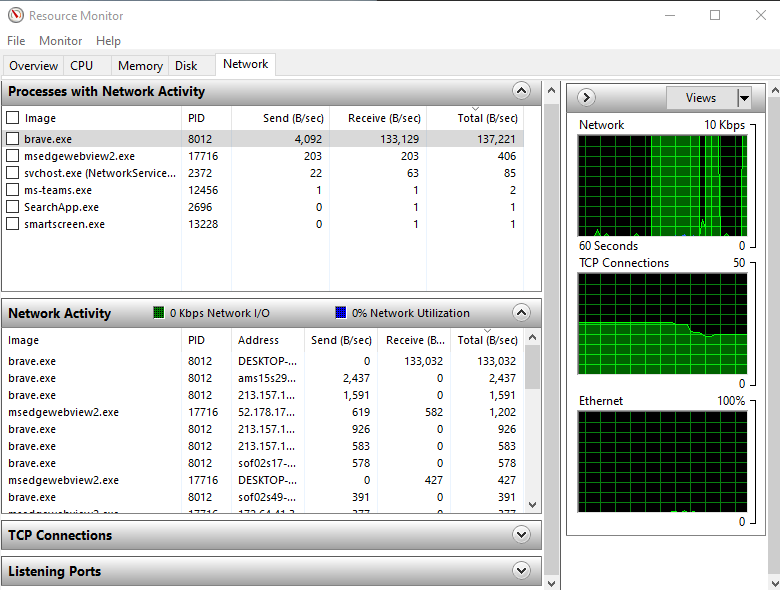 Resource Monitor
File Monitor Help
Overview CPU Memory Disk Network
Processes with Network Activity
Image PID Send (B/sec) Receive (B/sec) Total (B/sec)
brave.exe 8012 4,092 133,129 137,221
msedgewebview2.exe 17716 203 203 406
svchost.exe (NetworkService... 2372 22 63 85
ms-teams.exe 12456 1 1 2
SearchApp.exe 2696 0 1 1
smartscreen.exe 13228 0 1 1
Network Activity 0 Kbps Network I/O 0% Network Utilization
Image PID Address Send (B/sec) Receive (B... Total (B/sec)
brave.exe 8012 DESKTOP-... 0 133,032 133,032
brave.exe 8012 ams15s29... 2,437 0 2,437
brave.exe 8012 213.157.1... 1,591 0 1,591
msedgewebview2.exe 17716 52.178.17... 619 582 1,202
brave.exe 8012 213.157.1... 926 0 926
brave.exe 8012 213.157.1... 583 0 583
brave.exe 8012 sof02s17-... 578 0 578
msedgewebview2.exe 17716 DESKTOP-... 0 427 427
brave.exe 8012 sof02s49-... 391 0 391
TCP Connections
Listening Ports
Views
Network 10 Kbps
60 Seconds 0
TCP Connections 50
0
Ethernet 100%
0